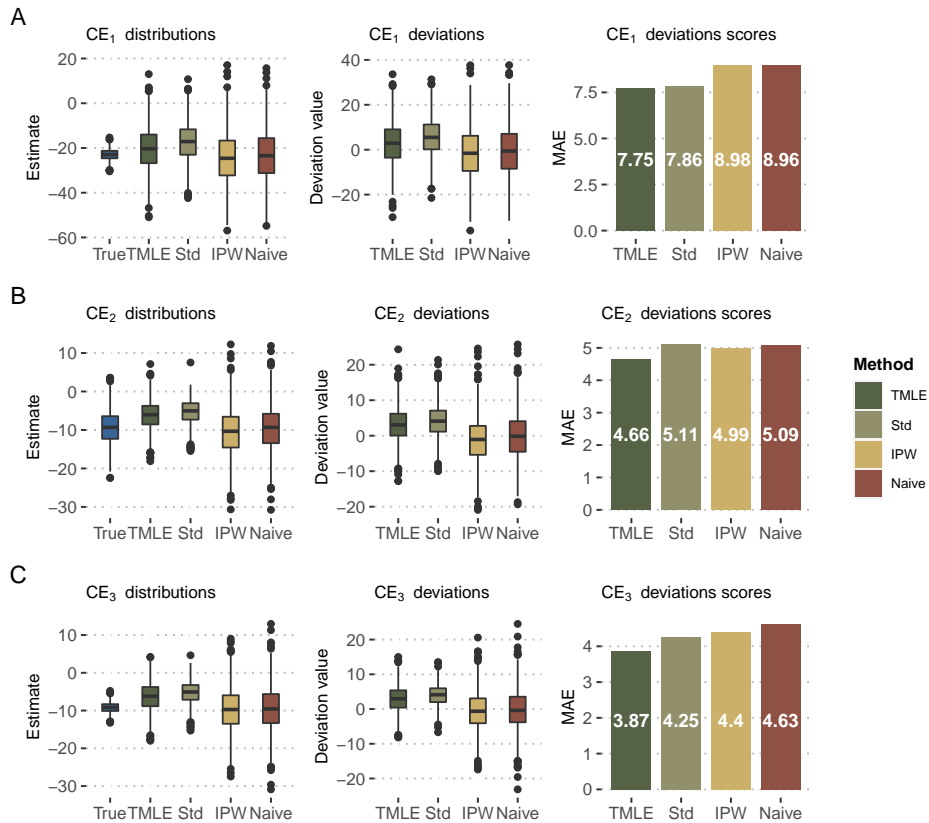 A
CE₁ distributions
CE₁ deviations
CE₁ deviations scores
Estimate
20
0
−20
−40
−60
True TMLE Std IPW Naive
Deviation value
40
20
0
−20
TMLE Std IPW Naive
MAE
7.5
5.0
2.5
0.0
7.75 7.86 8.98 8.96
TMLE Std IPW Naive
B
CE₂ distributions
CE₂ deviations
CE₂ deviations scores
Estimate
10
0
−10
−20
−30
True TMLE Std IPW Naive
Deviation value
20
10
0
−10
−20
TMLE Std IPW Naive
MAE
5
4
3
2
1
0
4.66 5.11 4.99 5.09
TMLE Std IPW Naive
Method
TMLE
Std
IPW
Naive
C
CE₃ distributions
CE₃ deviations
CE₃ deviations scores
Estimate
10
0
−10
−20
−30
True TMLE Std IPW Naive
Deviation value
20
10
0
−10
−20
TMLE Std IPW Naive
MAE
4
2
0
3.87 4.25 4.4 4.63
TMLE Std IPW Naive